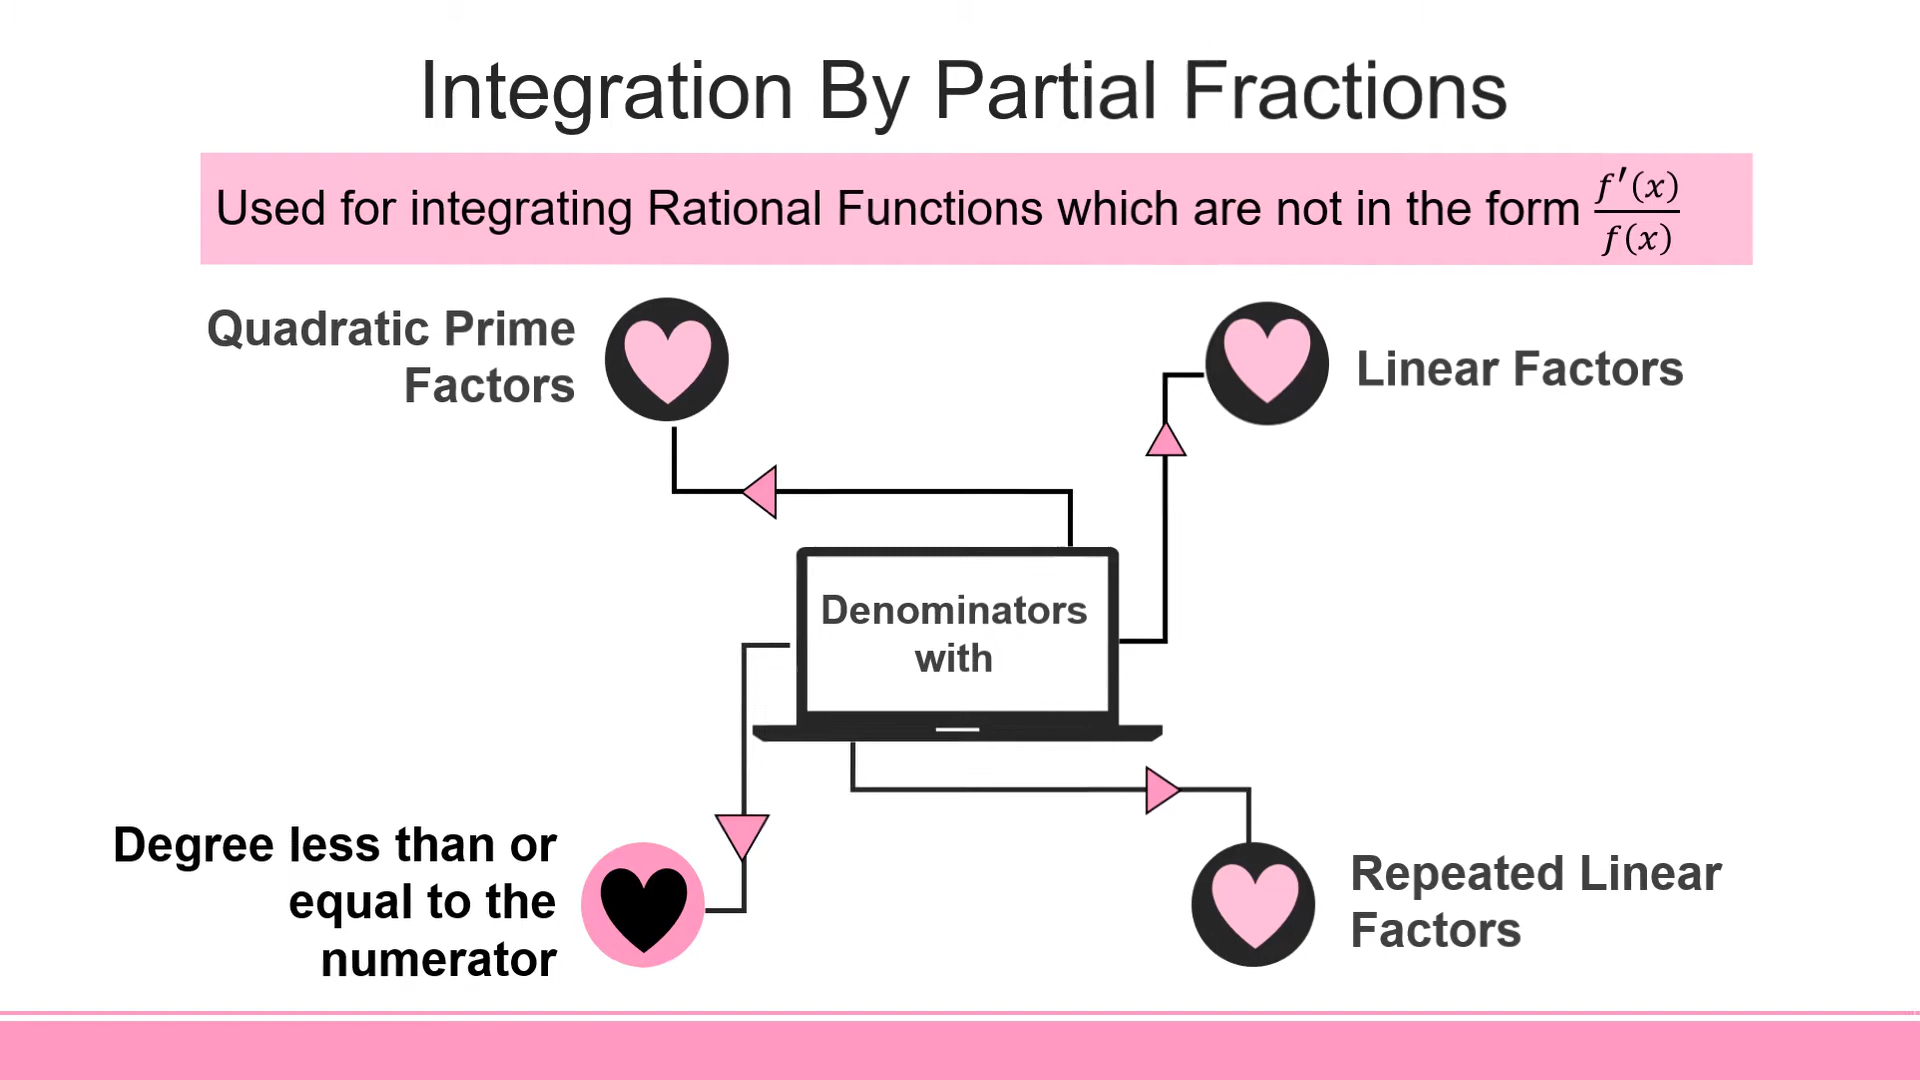 Integration By Partial Fractions
Used for integrating Rational Functions which are not in the form f′(x)/f(x)
Quadratic Prime
Factors
Linear Factors
Denominators
with
Degree less than or
equal to the
numerator
Repeated Linear
Factors